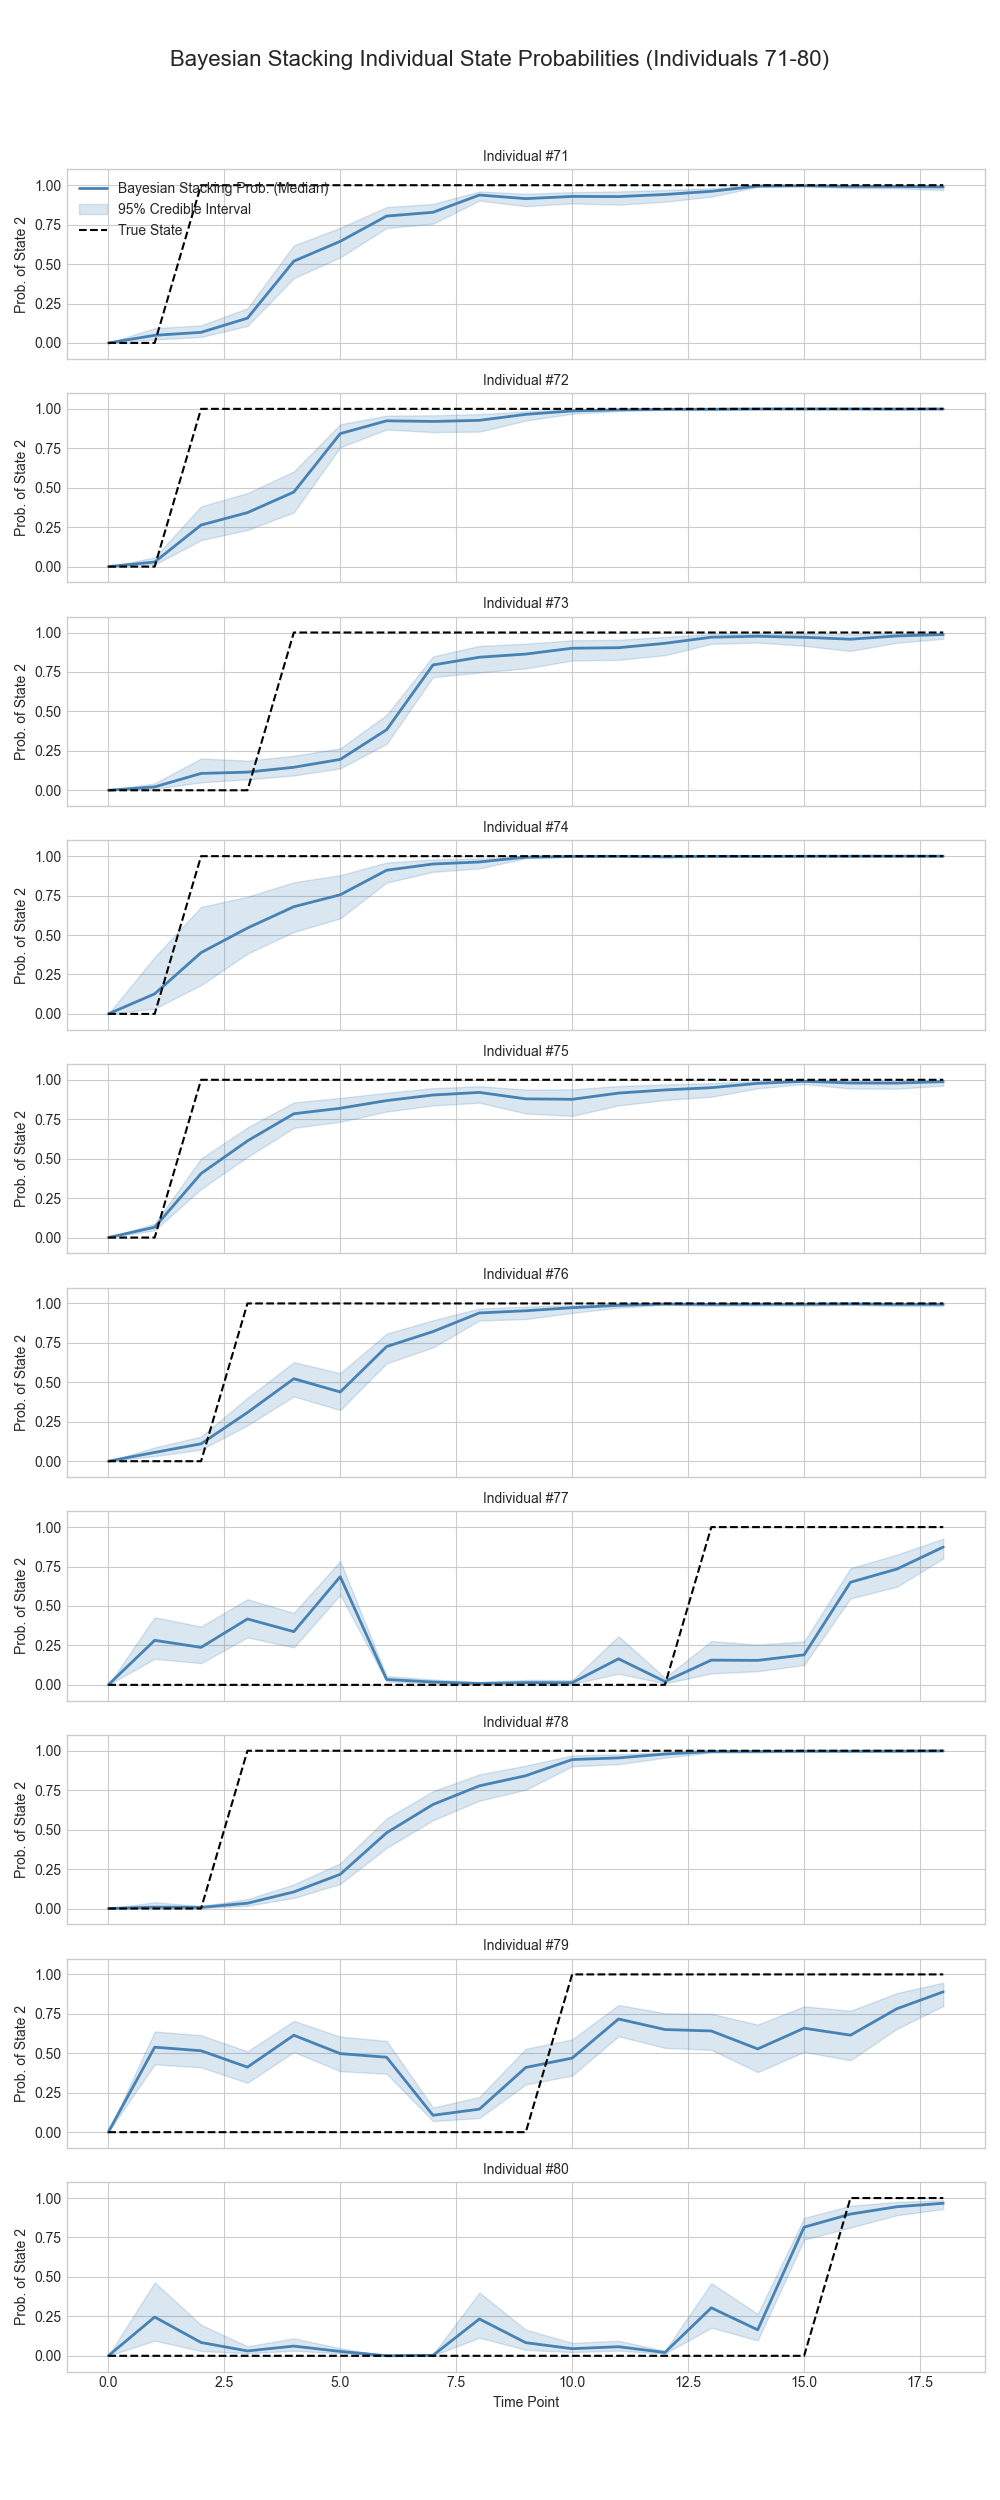 Bayesian Stacking Individual State Probabilities (Individuals 71-80)
Individual #71
Prob. of State 2
1.00
0.75
0.50
0.25
0.00
Bayesian Stacking Prob. (Median)
95% Credible Interval
True State
Individual #72
Prob. of State 2
1.00
0.75
0.50
0.25
0.00
Individual #73
Prob. of State 2
1.00
0.75
0.50
0.25
0.00
Individual #74
Prob. of State 2
1.00
0.75
0.50
0.25
0.00
Individual #75
Prob. of State 2
1.00
0.75
0.50
0.25
0.00
Individual #76
Prob. of State 2
1.00
0.75
0.50
0.25
0.00
Individual #77
Prob. of State 2
1.00
0.75
0.50
0.25
0.00
Individual #78
Prob. of State 2
1.00
0.75
0.50
0.25
0.00
Individual #79
Prob. of State 2
1.00
0.75
0.50
0.25
0.00
Individual #80
Prob. of State 2
1.00
0.75
0.50
0.25
0.00
0.0 2.5 5.0 7.5 10.0 12.5 15.0 17.5
Time Point